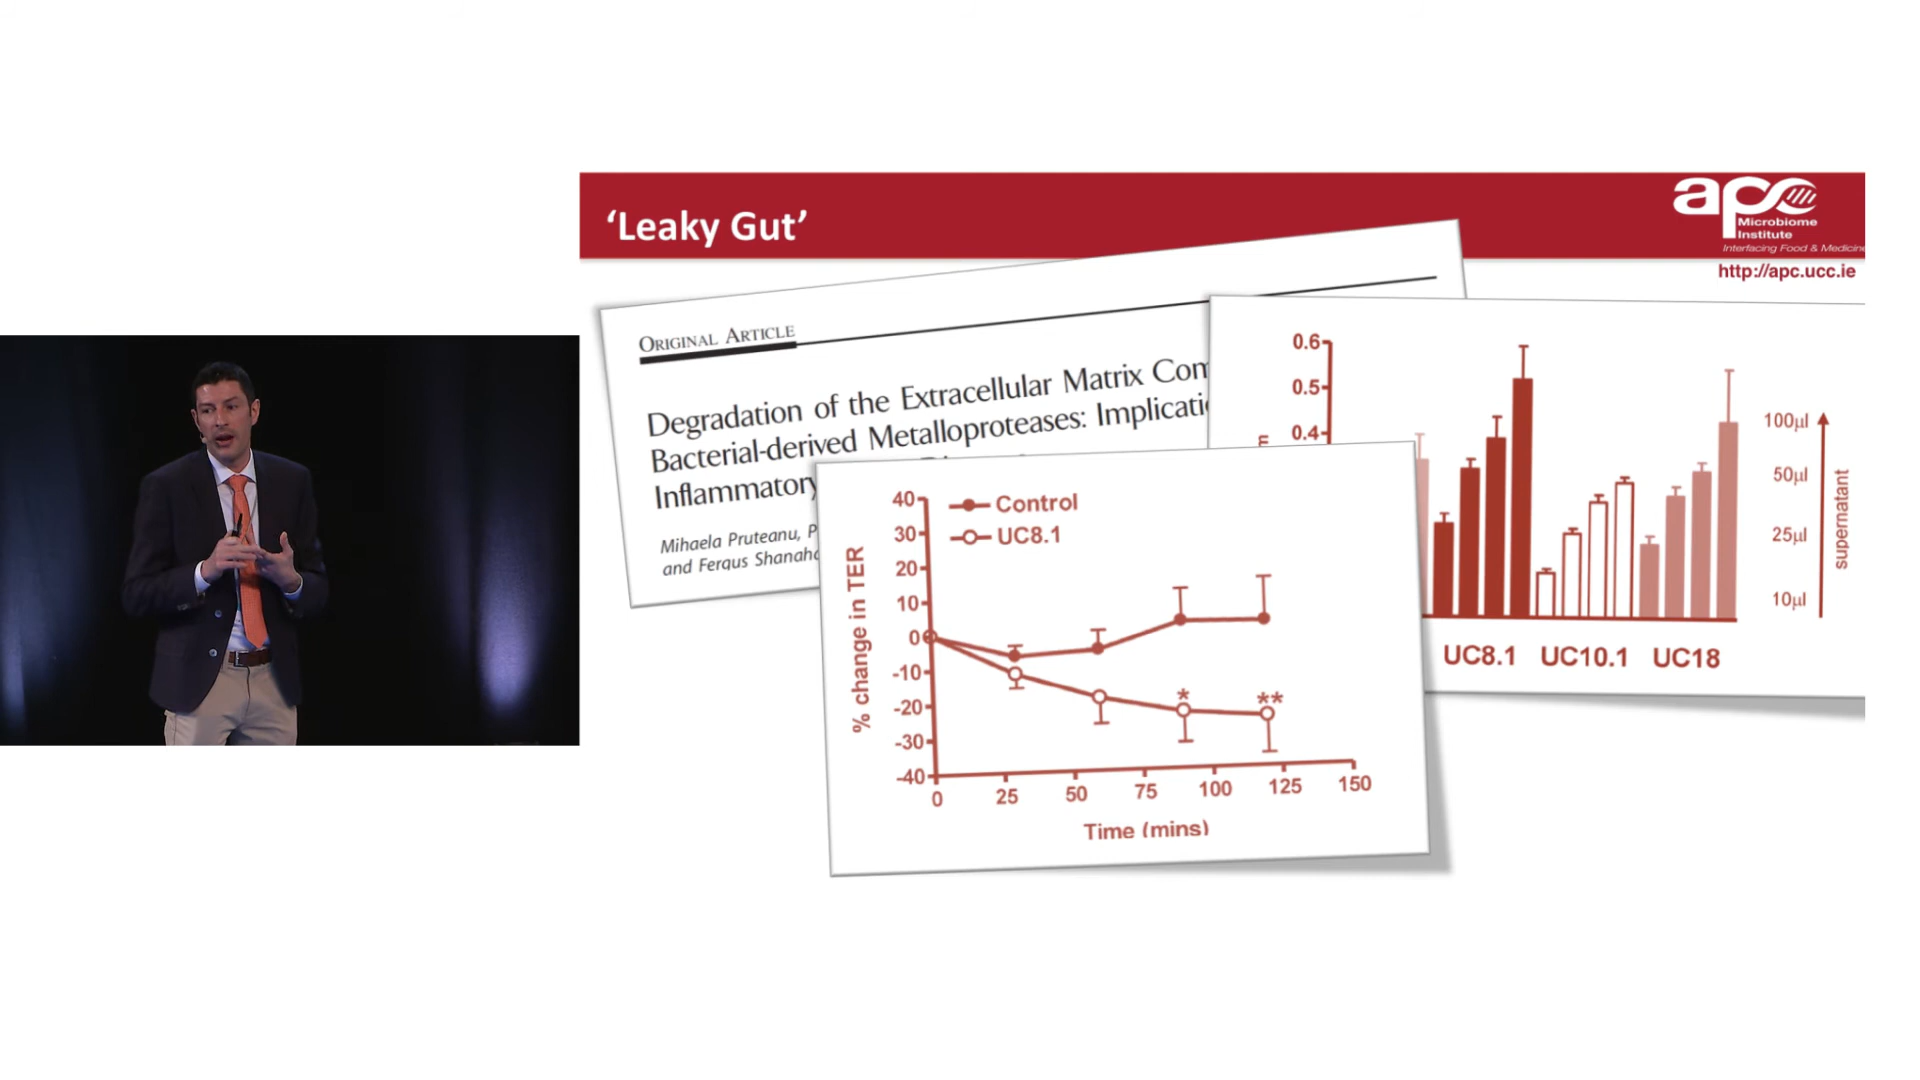 ‘Leaky Gut’
apc
Microbiome
Institute
Interfacing Food & Medicine
http://apc.ucc.ie
ORIGINAL ARTICLE
Degradation of the Extracellular Matrix Com
Bacterial-derived Metalloproteases: Implicati
Inflammatory
Mihaela Pruteanu, P
and Fergus Shanaha
0.6
0.5
0.4
100µl
50µl
25µl
10µl
supernatant
UC8.1 UC10.1 UC18
Control
UC8.1
% change in TER
40
30
20
10
0
-10
-20
-30
-40
* **
0 25 50 75 100 125 150
Time (mins)